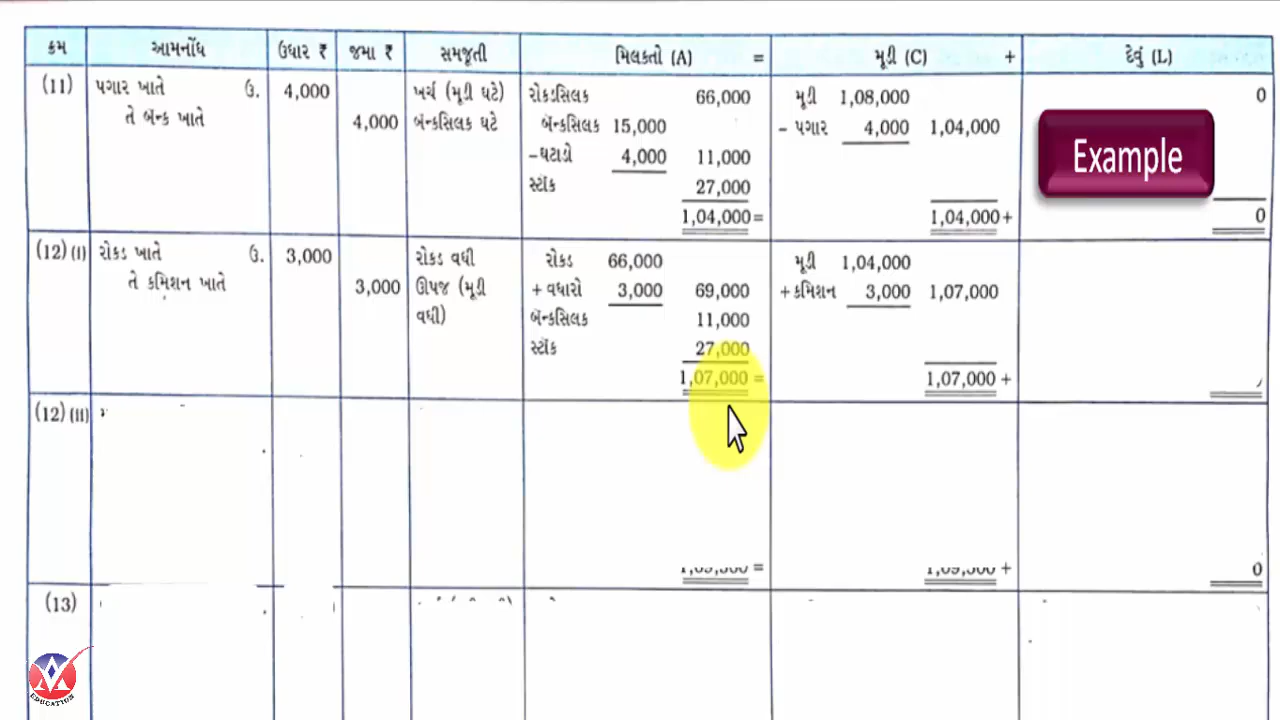 ક્રમ આમનોંધ ઉધાર ₹ જમા ₹ સમજૂતી મિલકતો (A) = મૂડી (C) + દેવું (L)
(11) પગાર ખાતે ઉ. 4,000 ખર્ચ (મૂડી ઘટે) રોકડસિલક 66,000 મૂડી 1,08,000 0
તે બૅન્ક ખાતે 4,000 બૅન્કસિલક ઘટે બૅન્કસિલક 15,000 – પગાર 4,000 1,04,000
–ઘટાડો 4,000 11,000
સ્ટૉક 27,000
1,04,000 = 1,04,000 + 0
Example
(12) (I) રોકડ ખાતે ઉ. 3,000 રોકડ વધી રોકડ 66,000 મૂડી 1,04,000
તે કમિશન ખાતે 3,000 ઊપજ (મૂડી + વધારો 3,000 69,000 + કમિશન 3,000 1,07,000
વધી) બૅન્કસિલક 11,000
સ્ટૉક 27,000
1,07,000 = 1,07,000 +
(12) (II)
= + 0
(13)
EDUCATION